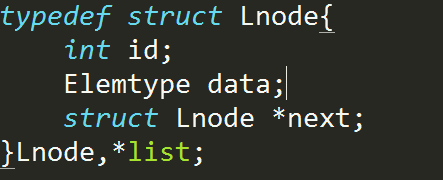 typedef struct Lnode{
    int id;
    Elemtype data;
    struct Lnode *next;
}Lnode,*list;